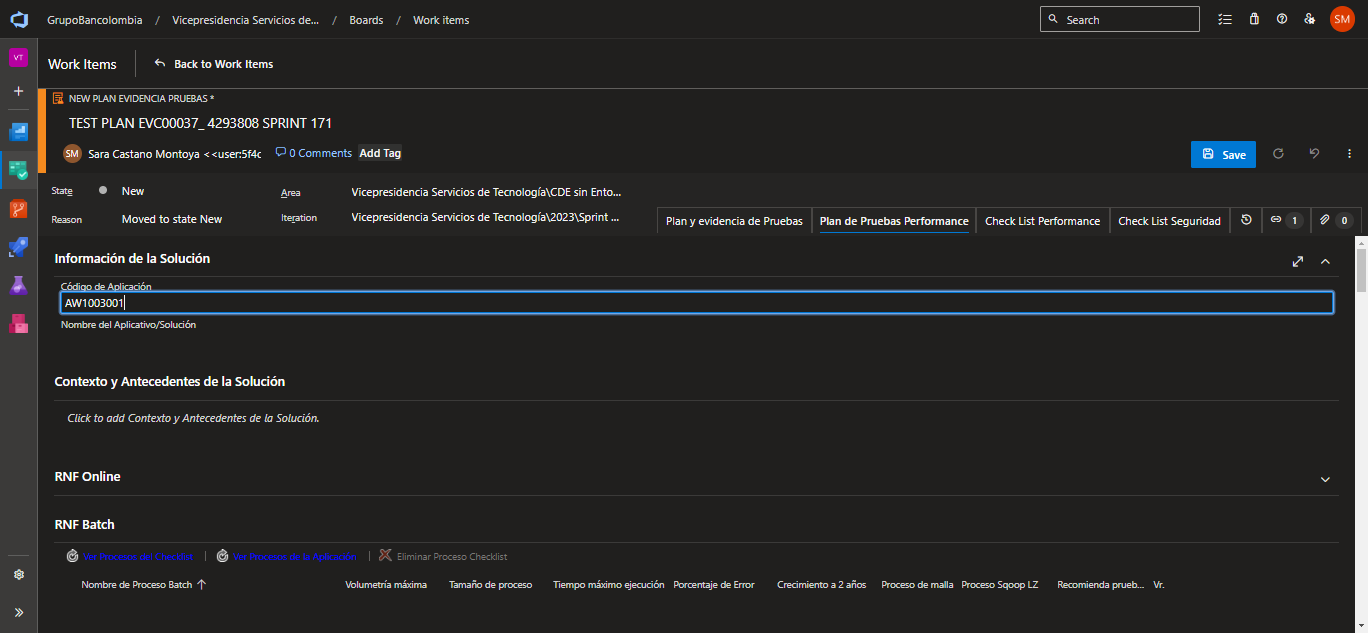 GrupoBancolombia / Vicepresidencia Servicios de... / Boards / Work items
Search
SM
VT
Work Items
Back to Work Items
NEW PLAN EVIDENCIA PRUEBAS *
TEST PLAN EVC00037_ 4293808 SPRINT 171
SM
Sara Castano Montoya <<user:5f4c
0 Comments
Add Tag
Save
State
New
Area
Vicepresidencia Servicios de Tecnología\CDE sin Ento...
Reason
Moved to state New
Iteration
Vicepresidencia Servicios de Tecnología\2023\Sprint ...
Plan y evidencia de Pruebas
Plan de Pruebas Performance
Check List Performance
Check List Seguridad
1
0
Información de la Solución
Código de Aplicación
AW1003001
Nombre del Aplicativo/Solución
Contexto y Antecedentes de la Solución
Click to add Contexto y Antecedentes de la Solución.
RNF Online
RNF Batch
Ver Procesos del Checklist | Ver Procesos de la Aplicación | Eliminar Proceso Checklist
Nombre de Proceso Batch ↑ Volumetría máxima Tamaño de proceso Tiempo máximo ejecución Porcentaje de Error Crecimiento a 2 años Proceso de malla Proceso Sqoop LZ Recomienda prueb... Vr.